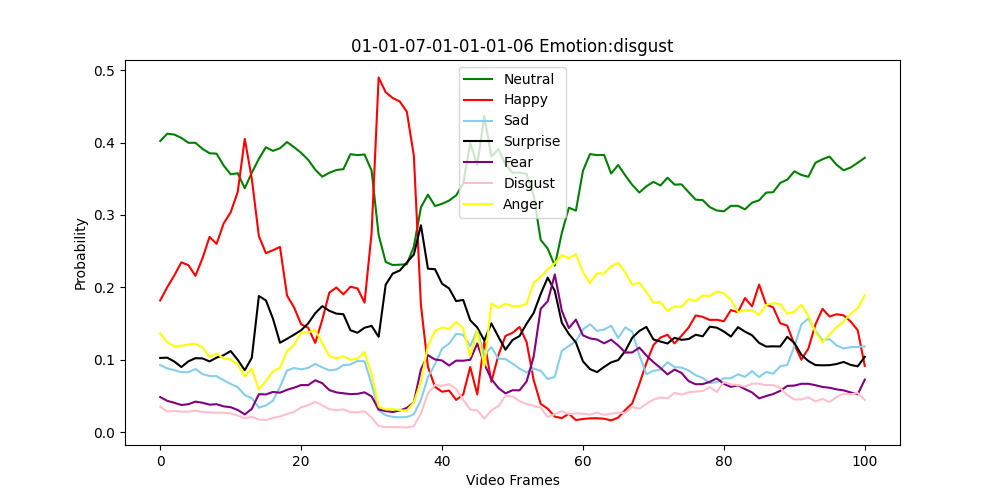 01-01-07-01-01-01-06 Emotion:disgust
Neutral
Happy
Sad
Surprise
Fear
Disgust
Anger
Probability
0.5
0.4
0.3
0.2
0.1
0.0
0 20 40 60 80 100
Video Frames